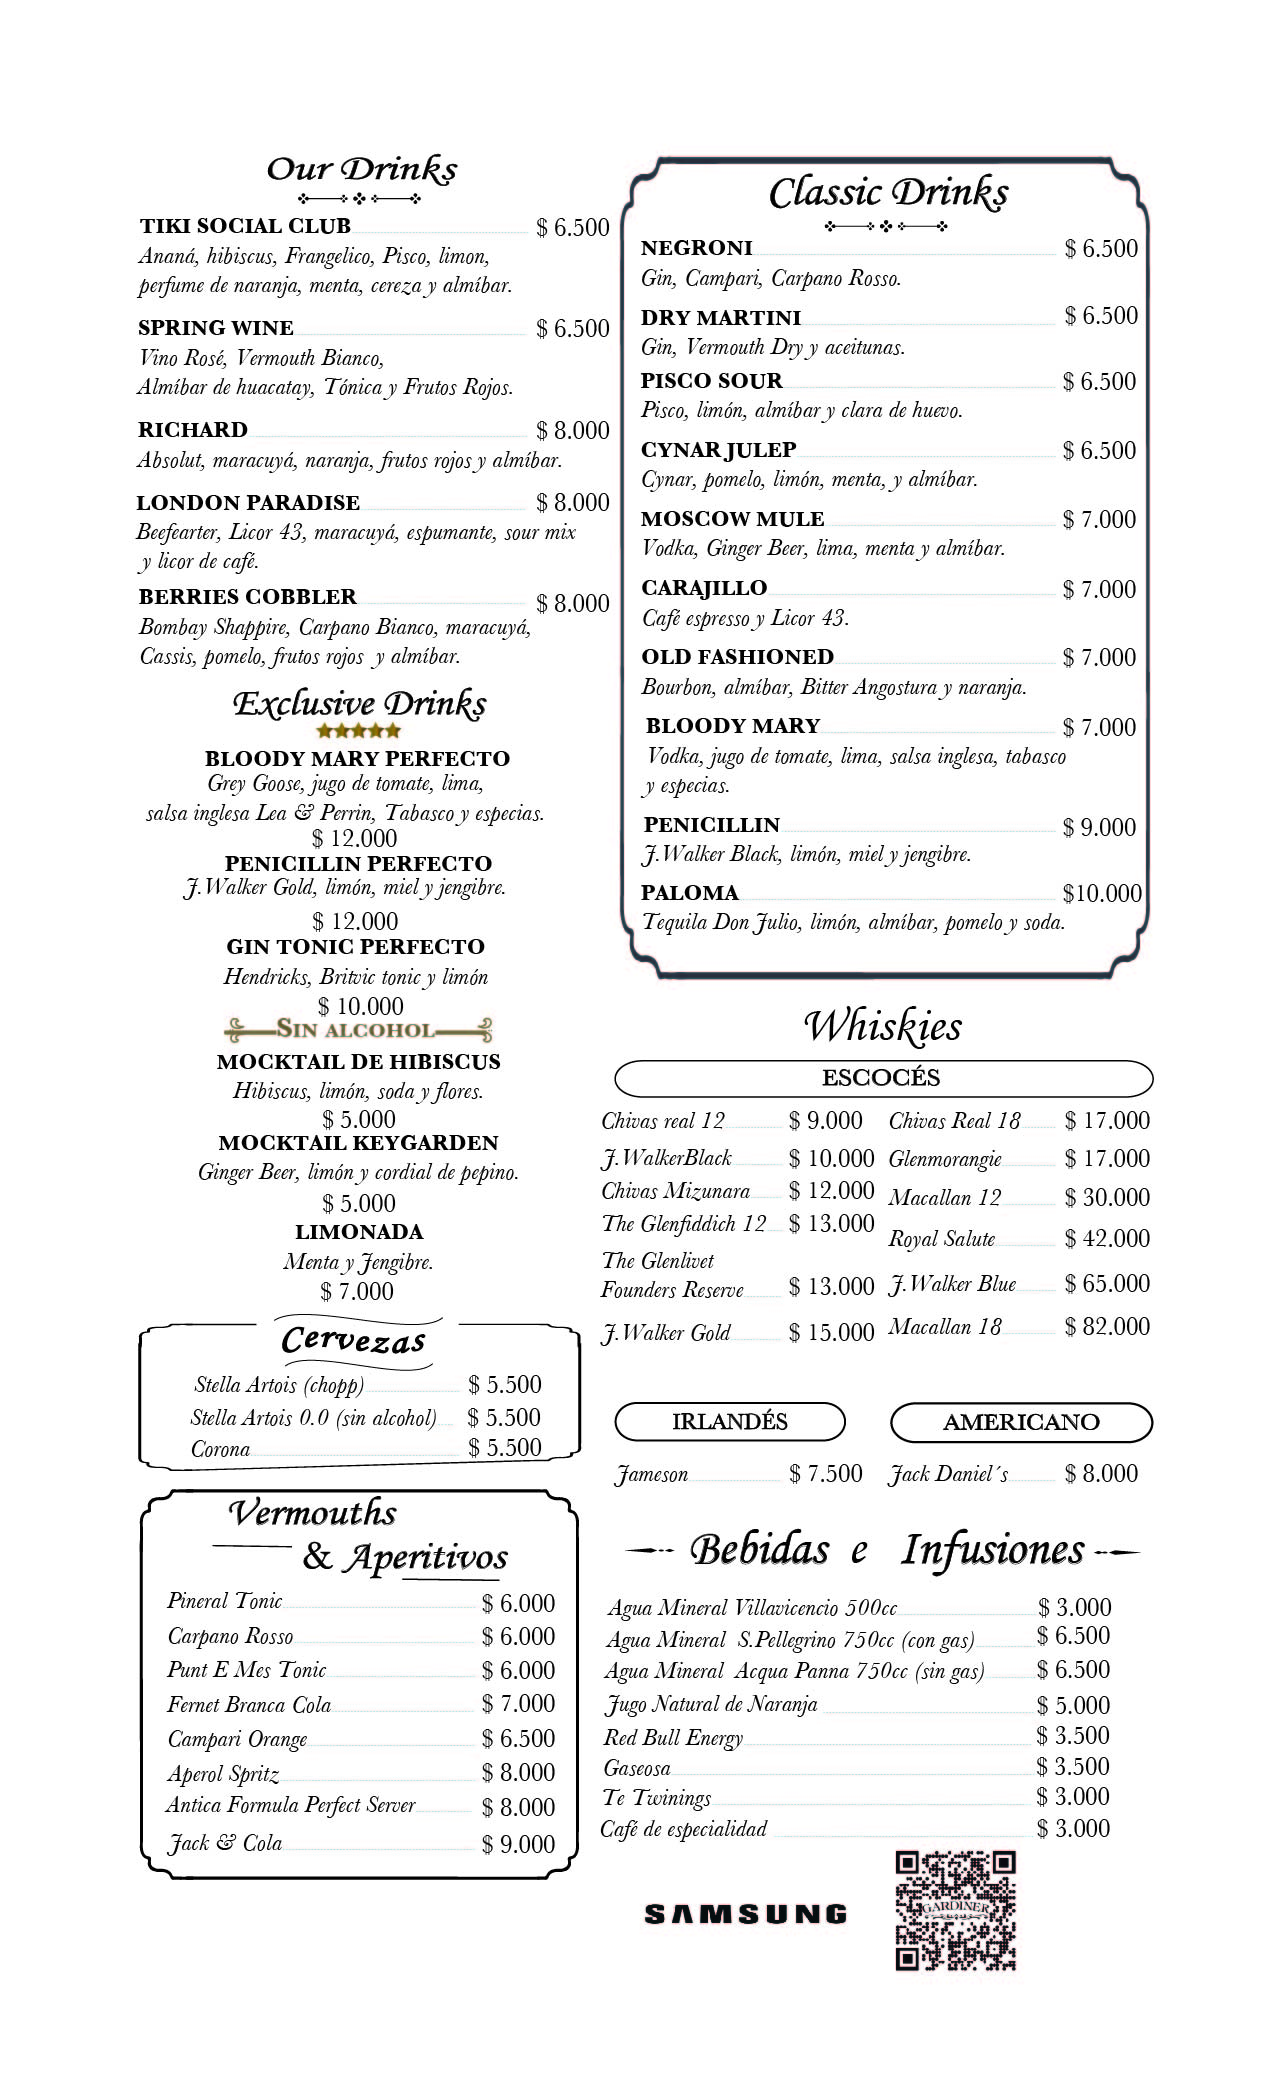 Our Drinks
TIKI SOCIAL CLUB $ 6.500
Ananá, hibiscus, Frangelico, Pisco, limon,
perfume de naranja, menta, cereza y almíbar.
SPRING WINE $ 6.500
Vino Rosé, Vermouth Bianco,
Almíbar de huacatay, Tónica y Frutos Rojos.
RICHARD $ 8.000
Absolut, maracuyá, naranja, frutos rojos y almíbar.
LONDON PARADISE $ 8.000
Beefearter, Licor 43, maracuyá, espumante, sour mix
y licor de café.
BERRIES COBBLER $ 8.000
Bombay Shappire, Carpano Bianco, maracuyá,
Cassis, pomelo, frutos rojos y almíbar.
Exclusive Drinks
BLOODY MARY PERFECTO
Grey Goose, jugo de tomate, lima,
salsa inglesa Lea & Perrin, Tabasco y especias.
$ 12.000
PENICILLIN PERFECTO
J.Walker Gold, limón, miel y jengibre.
$ 12.000
GIN TONIC PERFECTO
Hendricks, Britvic tonic y limón
$ 10.000
SIN ALCOHOL
MOCKTAIL DE HIBISCUS
Hibiscus, limón, soda y flores.
$ 5.000
MOCKTAIL KEYGARDEN
Ginger Beer, limón y cordial de pepino.
$ 5.000
LIMONADA
Menta y Jengibre.
$ 7.000
Cervezas
Stella Artois (chopp) $ 5.500
Stella Artois 0.0 (sin alcohol) $ 5.500
Corona $ 5.500
Vermouths
& Aperitivos
Pineral Tonic $ 6.000
Carpano Rosso $ 6.000
Punt E Mes Tonic $ 6.000
Fernet Branca Cola $ 7.000
Campari Orange $ 6.500
Aperol Spritz $ 8.000
Antica Formula Perfect Server $ 8.000
Jack & Cola $ 9.000
Classic Drinks
NEGRONI $ 6.500
Gin, Campari, Carpano Rosso.
DRY MARTINI $ 6.500
Gin, Vermouth Dry y aceitunas.
PISCO SOUR $ 6.500
Pisco, limón, almíbar y clara de huevo.
CYNAR JULEP $ 6.500
Cynar, pomelo, limón, menta, y almíbar.
MOSCOW MULE $ 7.000
Vodka, Ginger Beer, lima, menta y almíbar.
CARAJILLO $ 7.000
Café espresso y Licor 43.
OLD FASHIONED $ 7.000
Bourbon, almíbar, Bitter Angostura y naranja.
BLOODY MARY $ 7.000
Vodka, jugo de tomate, lima, salsa inglesa, tabasco
y especias.
PENICILLIN $ 9.000
J.Walker Black, limón, miel y jengibre.
PALOMA $10.000
Tequila Don Julio, limón, almíbar, pomelo y soda.
Whiskies
ESCOCÉS
Chivas real 12 $ 9.000
J.WalkerBlack $ 10.000
Chivas Mizunara $ 12.000
The Glenfiddich 12 $ 13.000
The Glenlivet
Founders Reserve $ 13.000
J.Walker Gold $ 15.000
Chivas Real 18 $ 17.000
Glenmorangie $ 17.000
Macallan 12 $ 30.000
Royal Salute $ 42.000
J.Walker Blue $ 65.000
Macallan 18 $ 82.000
IRLANDÉS
Jameson $ 7.500
AMERICANO
Jack Daniel´s $ 8.000
Bebidas e Infusiones
Agua Mineral Villavicencio 500cc $ 3.000
Agua Mineral S.Pellegrino 750cc (con gas) $ 6.500
Agua Mineral Acqua Panna 750cc (sin gas) $ 6.500
Jugo Natural de Naranja $ 5.000
Red Bull Energy $ 3.500
Gaseosa $ 3.500
Te Twinings $ 3.000
Café de especialidad $ 3.000
SAMSUNG
GARDINER